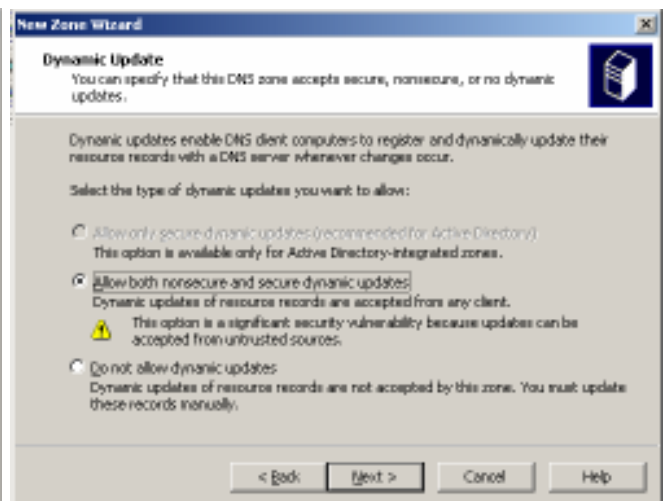 New Zone Wizard
Dynamic Update
You can specify that this DNS zone accepts secure, nonsecure, or no dynamic
updates.
Dynamic updates enable DNS client computers to register and dynamically update their
resource records with a DNS server whenever changes occur.
Select the type of dynamic updates you want to allow:
Allow only secure dynamic updates (recommended for Active Directory)
This option is available only for Active Directory-integrated zones.
Allow both nonsecure and secure dynamic updates
Dynamic updates of resource records are accepted from any client.
This option is a significant security vulnerability because updates can be
accepted from untrusted sources.
Do not allow dynamic updates
Dynamic updates of resource records are not accepted by this zone. You must update
these records manually.
< Back Next > Cancel Help